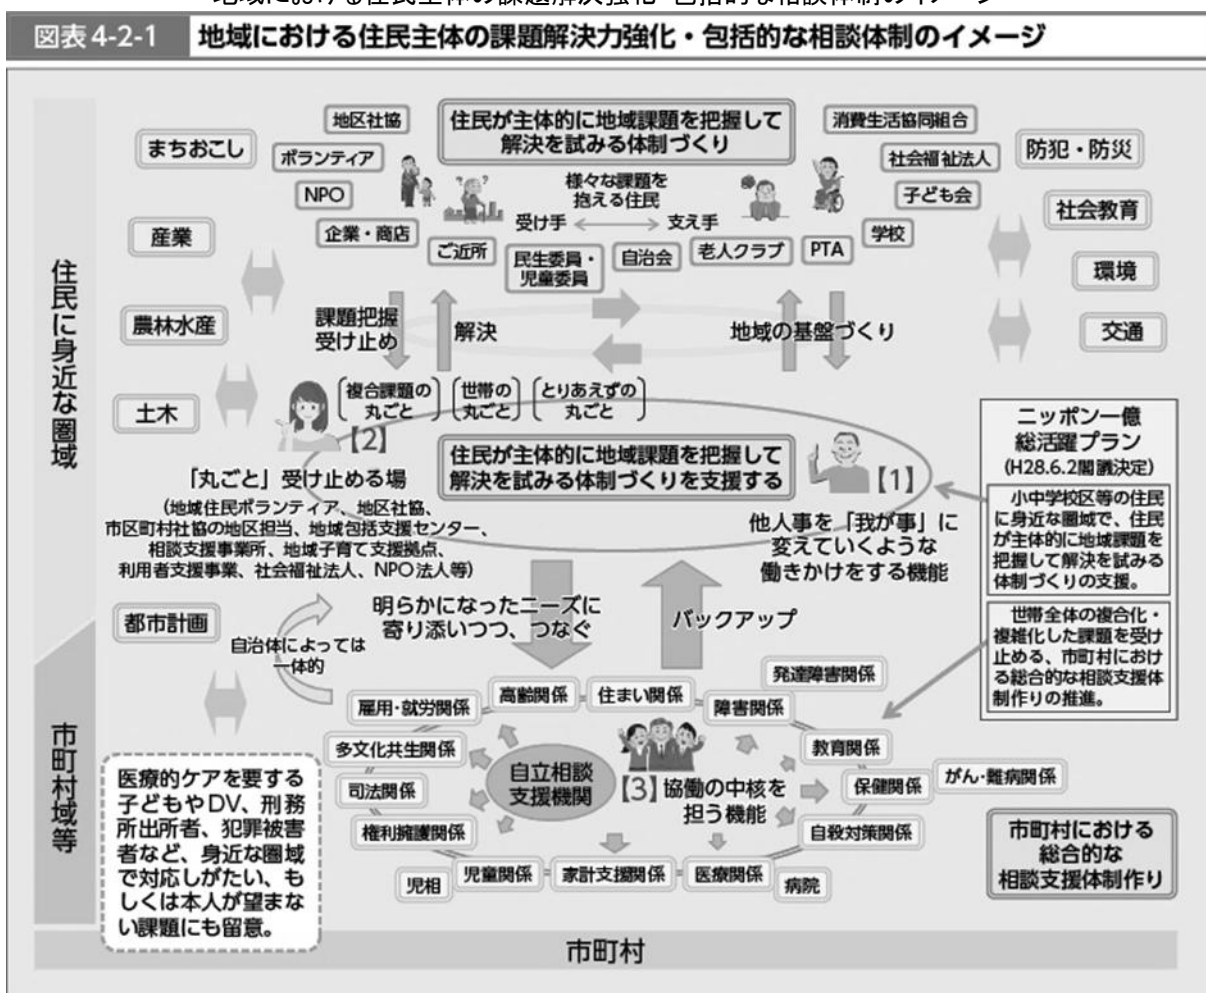 地域における住民主体の課題解決強化・包括的な相談体制のイメージ
図表4-2-1 地域における住民主体の課題解決力強化・包括的な相談体制のイメージ
住民に身近な圏域
まちおこし
産業
農林水産
土木
都市計画
地区社協
ボランティア
NPO
企業・商店
ご近所
民生委員・
児童委員
自治会
老人クラブ
PTA
学校
子ども会
社会福祉法人
消費生活協同組合
住民が主体的に地域課題を把握して
解決を試みる体制づくり
様々な課題を
抱える住民
受け手
支え手
防犯・防災
社会教育
環境
交通
課題把握
受け止め
解決
地域の基盤づくり
複合課題の
丸ごと
世帯の
丸ごと
とりあえずの
丸ごと
【2】
住民が主体的に地域課題を把握して
解決を試みる体制づくりを支援する
【1】
「丸ごと」受け止める場
(地域住民ボランティア、地区社協、
市区町村社協の地区担当、地域包括支援センター、
相談支援事業所、地域子育て支援拠点、
利用者支援事業、社会福祉法人、NPO法人等)
他人事を「我が事」に
変えていくような
働きかけをする機能
ニッポン一億
総活躍プラン
(H28.6.2閣議決定)
小中学校区等の住民
に身近な圏域で、住民
が主体的に地域課題を
把握して解決を試みる
体制づくりの支援。
世帯全体の複合化・
複雑化した課題を受け
止める、市町村におけ
る総合的な相談支援体
制作りの推進。
明らかになったニーズに
寄り添いつつ、つなぐ
バックアップ
自治体によっては
一体的
市町村域等
医療的ケアを要する
子どもやDV、刑務
所出所者、犯罪被害
者など、身近な圏域
で対応しがたい、も
しくは本人が望まな
い課題にも留意。
雇用・就労関係
高齢関係
住まい関係
障害関係
発達障害関係
多文化共生関係
教育関係
司法関係
保健関係
がん・難病関係
権利擁護関係
自殺対策関係
児相
児童関係
家計支援関係
医療関係
病院
自立相談
支援機関
【3】協働の中核を
担う機能
市町村における
総合的な
相談支援体制作り
市町村